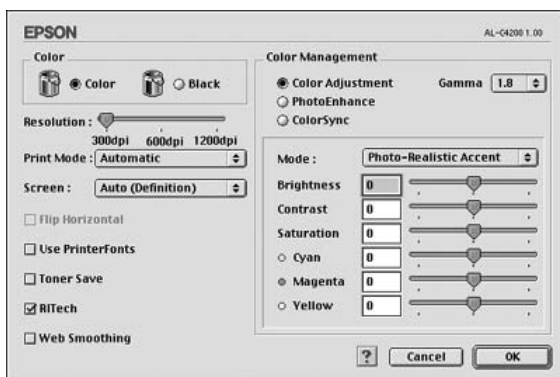 EPSON
AL-C4200 1.00
Color
Color
Black
Resolution :
300dpi 600dpi 1200dpi
Print Mode : Automatic
Screen : Auto (Definition)
Flip Horizontal
Use PrinterFonts
Toner Save
RITech
Web Smoothing
Color Management
Color Adjustment
Gamma 1.8
PhotoEnhance
ColorSync
Mode : Photo-Realistic Accent
Brightness 0
Contrast 0
Saturation 0
Cyan 0
Magenta 0
Yellow 0
? Cancel OK